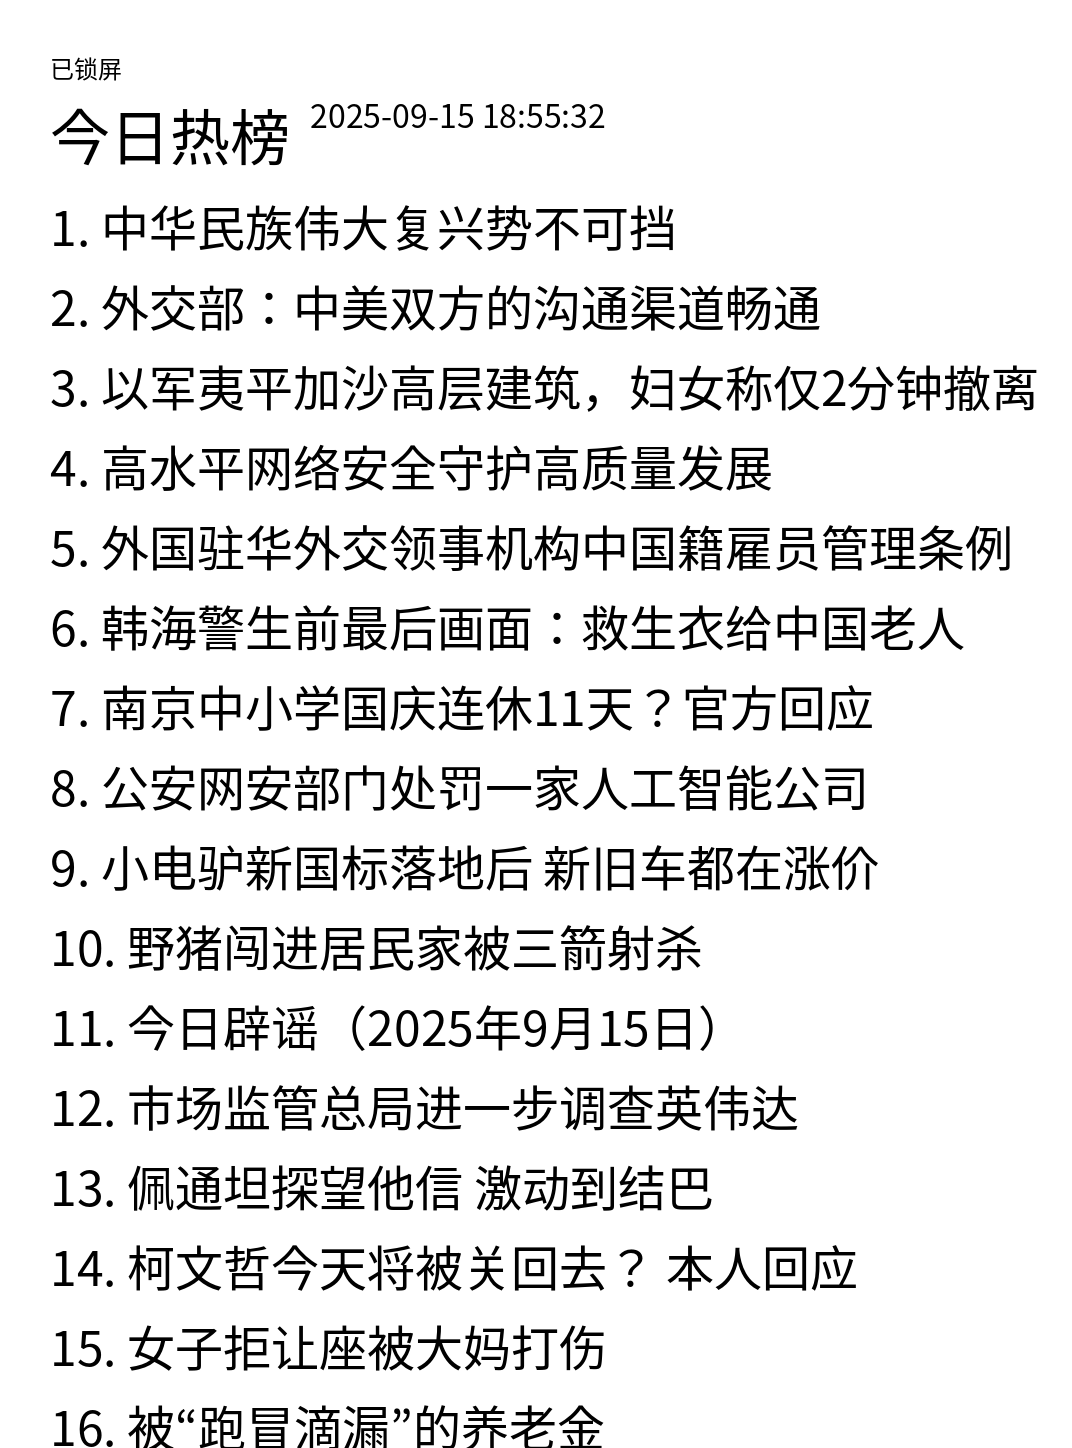 已锁屏
今日热榜 2025-09-15 18:55:32
1. 中华民族伟大复兴势不可挡
2. 外交部：中美双方的沟通渠道畅通
3. 以军夷平加沙高层建筑，妇女称仅2分钟撤离
4. 高水平网络安全守护高质量发展
5. 外国驻华外交领事机构中国籍雇员管理条例
6. 韩海警生前最后画面：救生衣给中国老人
7. 南京中小学国庆连休11天？官方回应
8. 公安网安部门处罚一家人工智能公司
9. 小电驴新国标落地后 新旧车都在涨价
10. 野猪闯进居民家被三箭射杀
11. 今日辟谣（2025年9月15日）
12. 市场监管总局进一步调查英伟达
13. 佩通坦探望他信 激动到结巴
14. 柯文哲今天将被关回去？ 本人回应
15. 女子拒让座被大妈打伤
16. 被“跑冒滴漏”的养老金